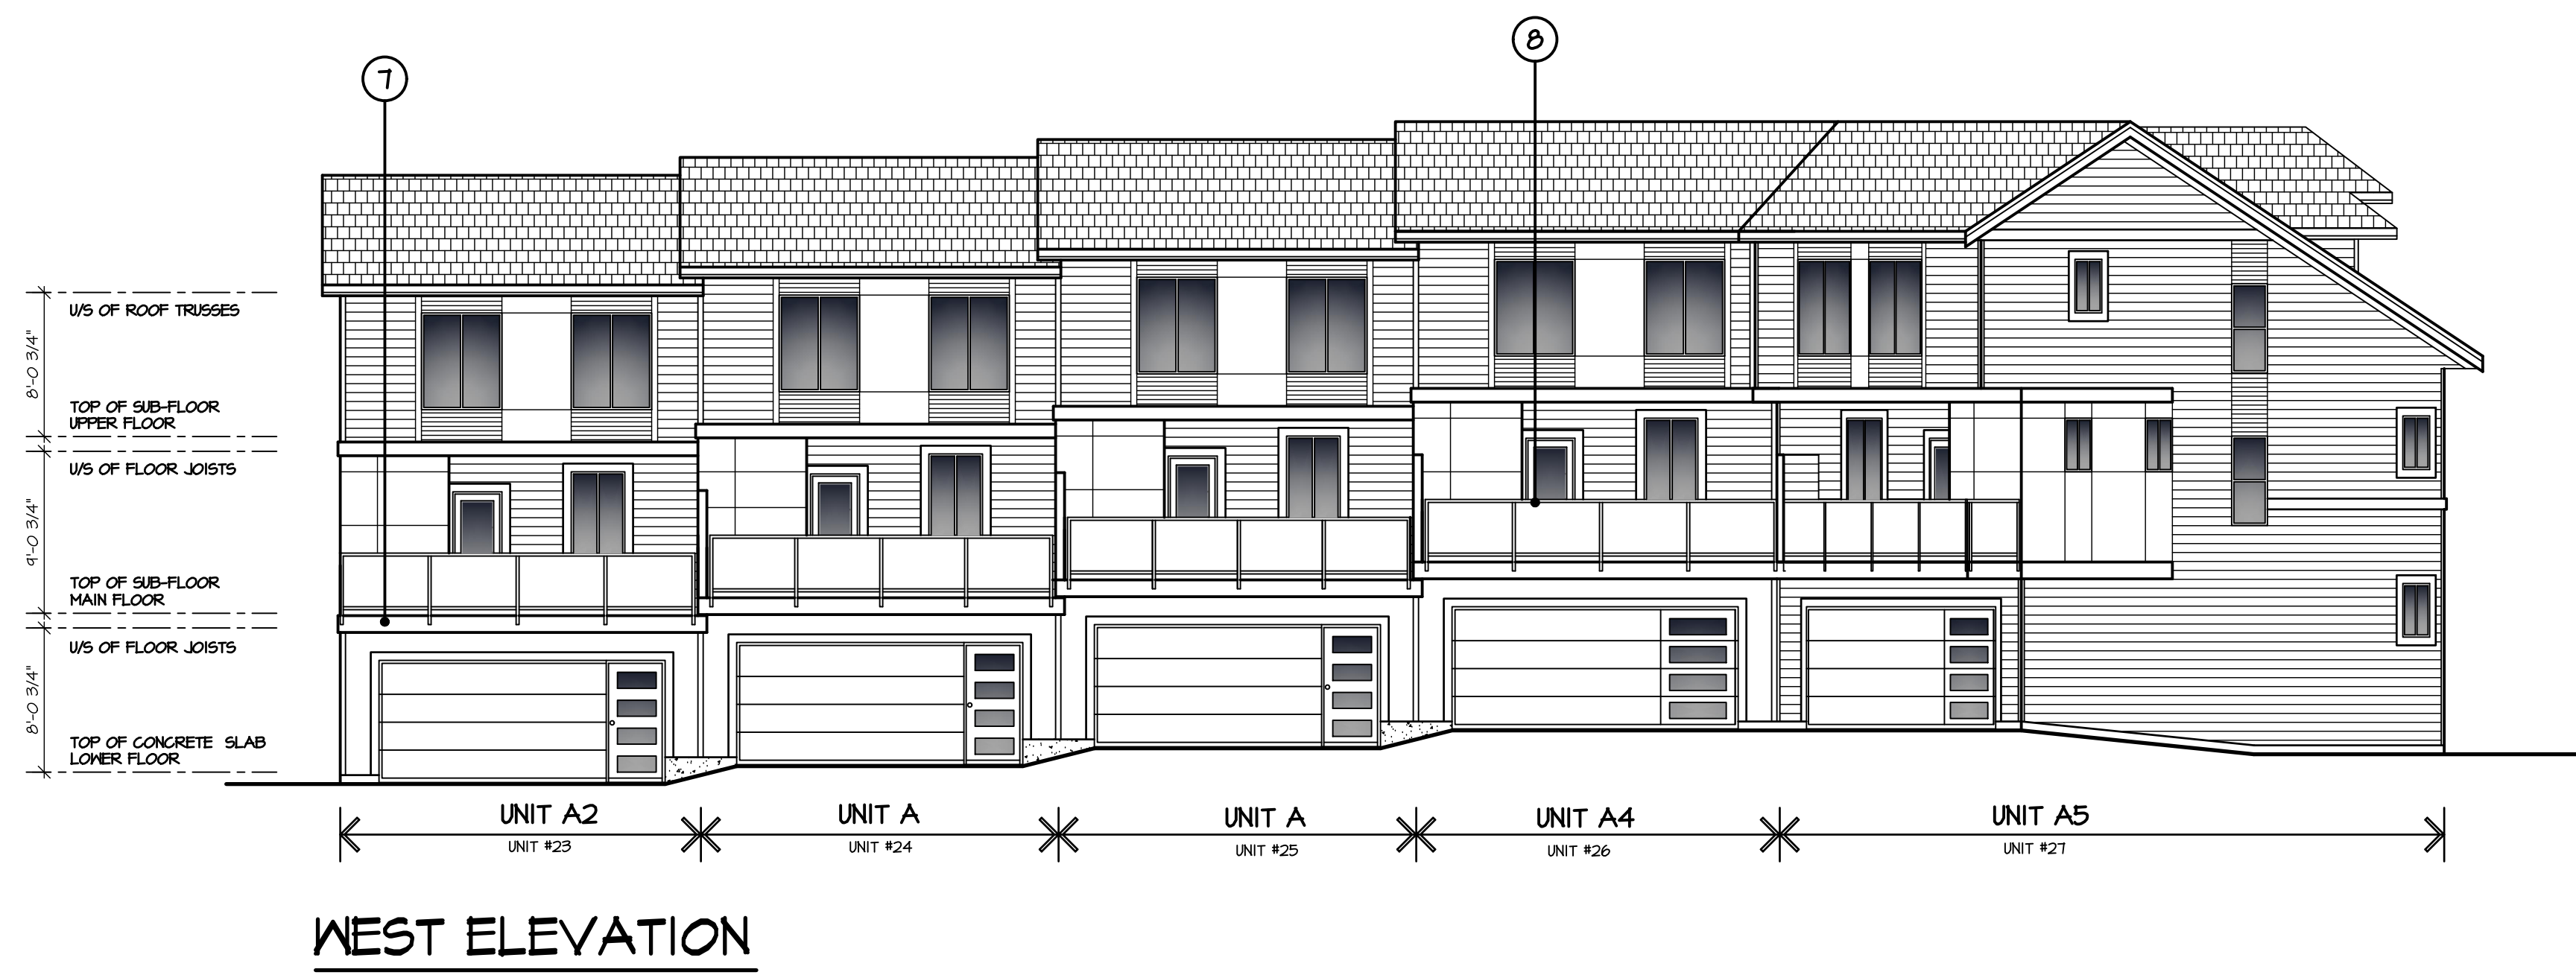 7
8
U/S OF ROOF TRUSSES
8'-0 3/4"
TOP OF SUB-FLOOR
UPPER FLOOR
U/S OF FLOOR JOISTS
9'-0 3/4"
TOP OF SUB-FLOOR
MAIN FLOOR
U/S OF FLOOR JOISTS
8'-0 3/4"
TOP OF CONCRETE SLAB
LOWER FLOOR
UNIT A2
UNIT #23
UNIT A
UNIT #24
UNIT A
UNIT #25
UNIT A4
UNIT #26
UNIT A5
UNIT #27
WEST ELEVATION